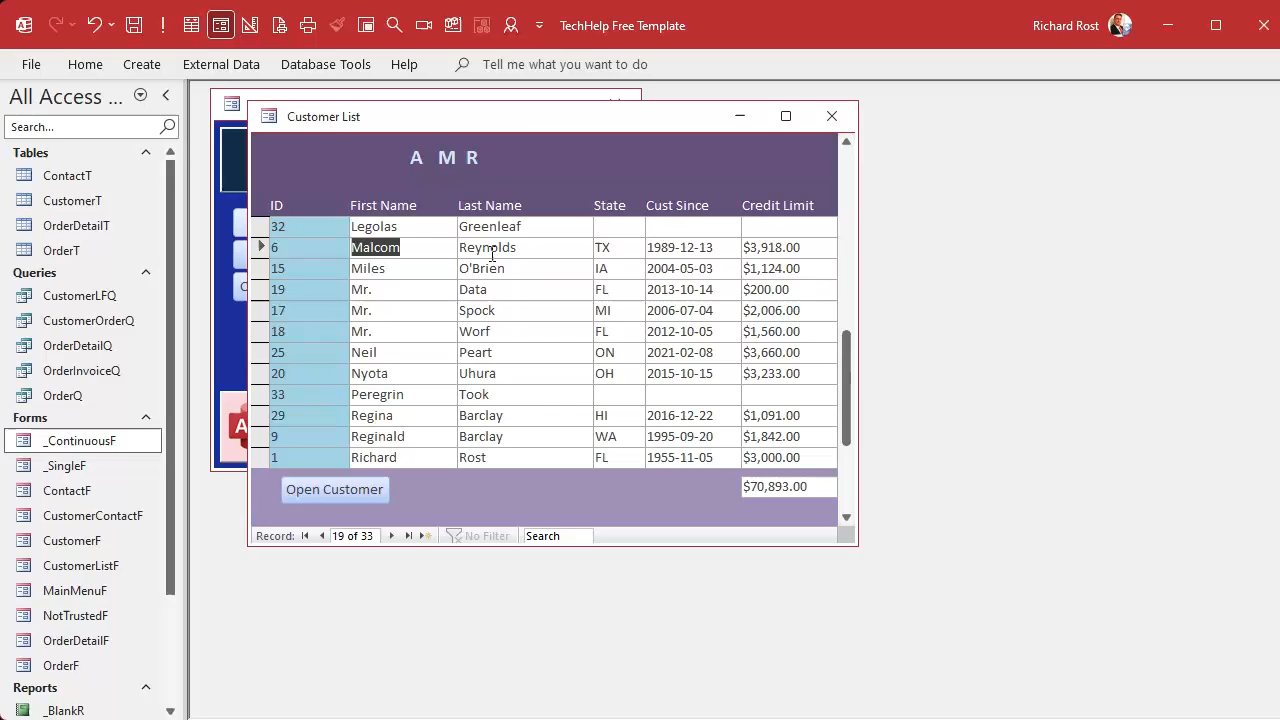 TechHelp Free Template
Richard Rost
File Home Create External Data Database Tools Help Tell me what you want to do
All Access ...
Search...
Tables
ContactT
CustomerT
OrderDetailT
OrderT
Queries
CustomerLFQ
CustomerOrderQ
OrderDetailQ
OrderInvoiceQ
OrderQ
Forms
_ContinuousF
_SingleF
ContactF
CustomerContactF
CustomerF
CustomerListF
MainMenuF
NotTrustedF
OrderDetailF
OrderF
Reports
_BlankR
Customer List
A M R
ID First Name Last Name State Cust Since Credit Limit
32 Legolas Greenleaf
6 Malcom Reynolds TX 1989-12-13 $3,918.00
15 Miles O'Brien IA 2004-05-03 $1,124.00
19 Mr. Data FL 2013-10-14 $200.00
17 Mr. Spock MI 2006-07-04 $2,006.00
18 Mr. Worf FL 2012-10-05 $1,560.00
25 Neil Peart ON 2021-02-08 $3,660.00
20 Nyota Uhura OH 2015-10-15 $3,233.00
33 Peregrin Took
29 Regina Barclay HI 2016-12-22 $1,091.00
9 Reginald Barclay WA 1995-09-20 $1,842.00
1 Richard Rost FL 1955-11-05 $3,000.00
Open Customer $70,893.00
Record: 19 of 33 No Filter Search